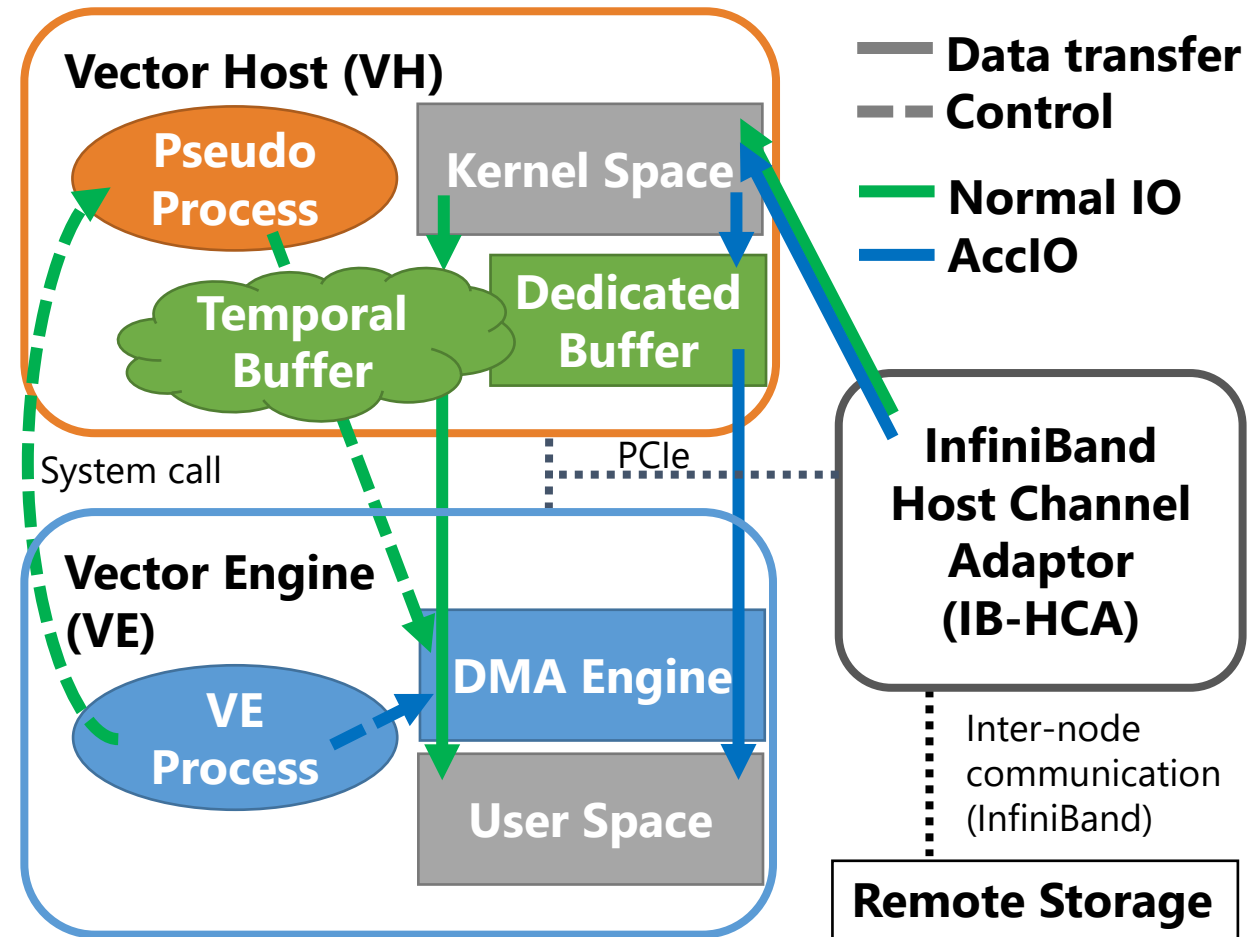 Vector Host (VH)
Pseudo
Process
Kernel Space
Temporal
Buffer
Dedicated
Buffer
Data transfer
Control
Normal IO
AccIO
System call
PCIe
InfiniBand
Host Channel
Adaptor
(IB-HCA)
Vector Engine
(VE)
VE
Process
DMA Engine
User Space
Inter-node
communication
(InfiniBand)
Remote Storage